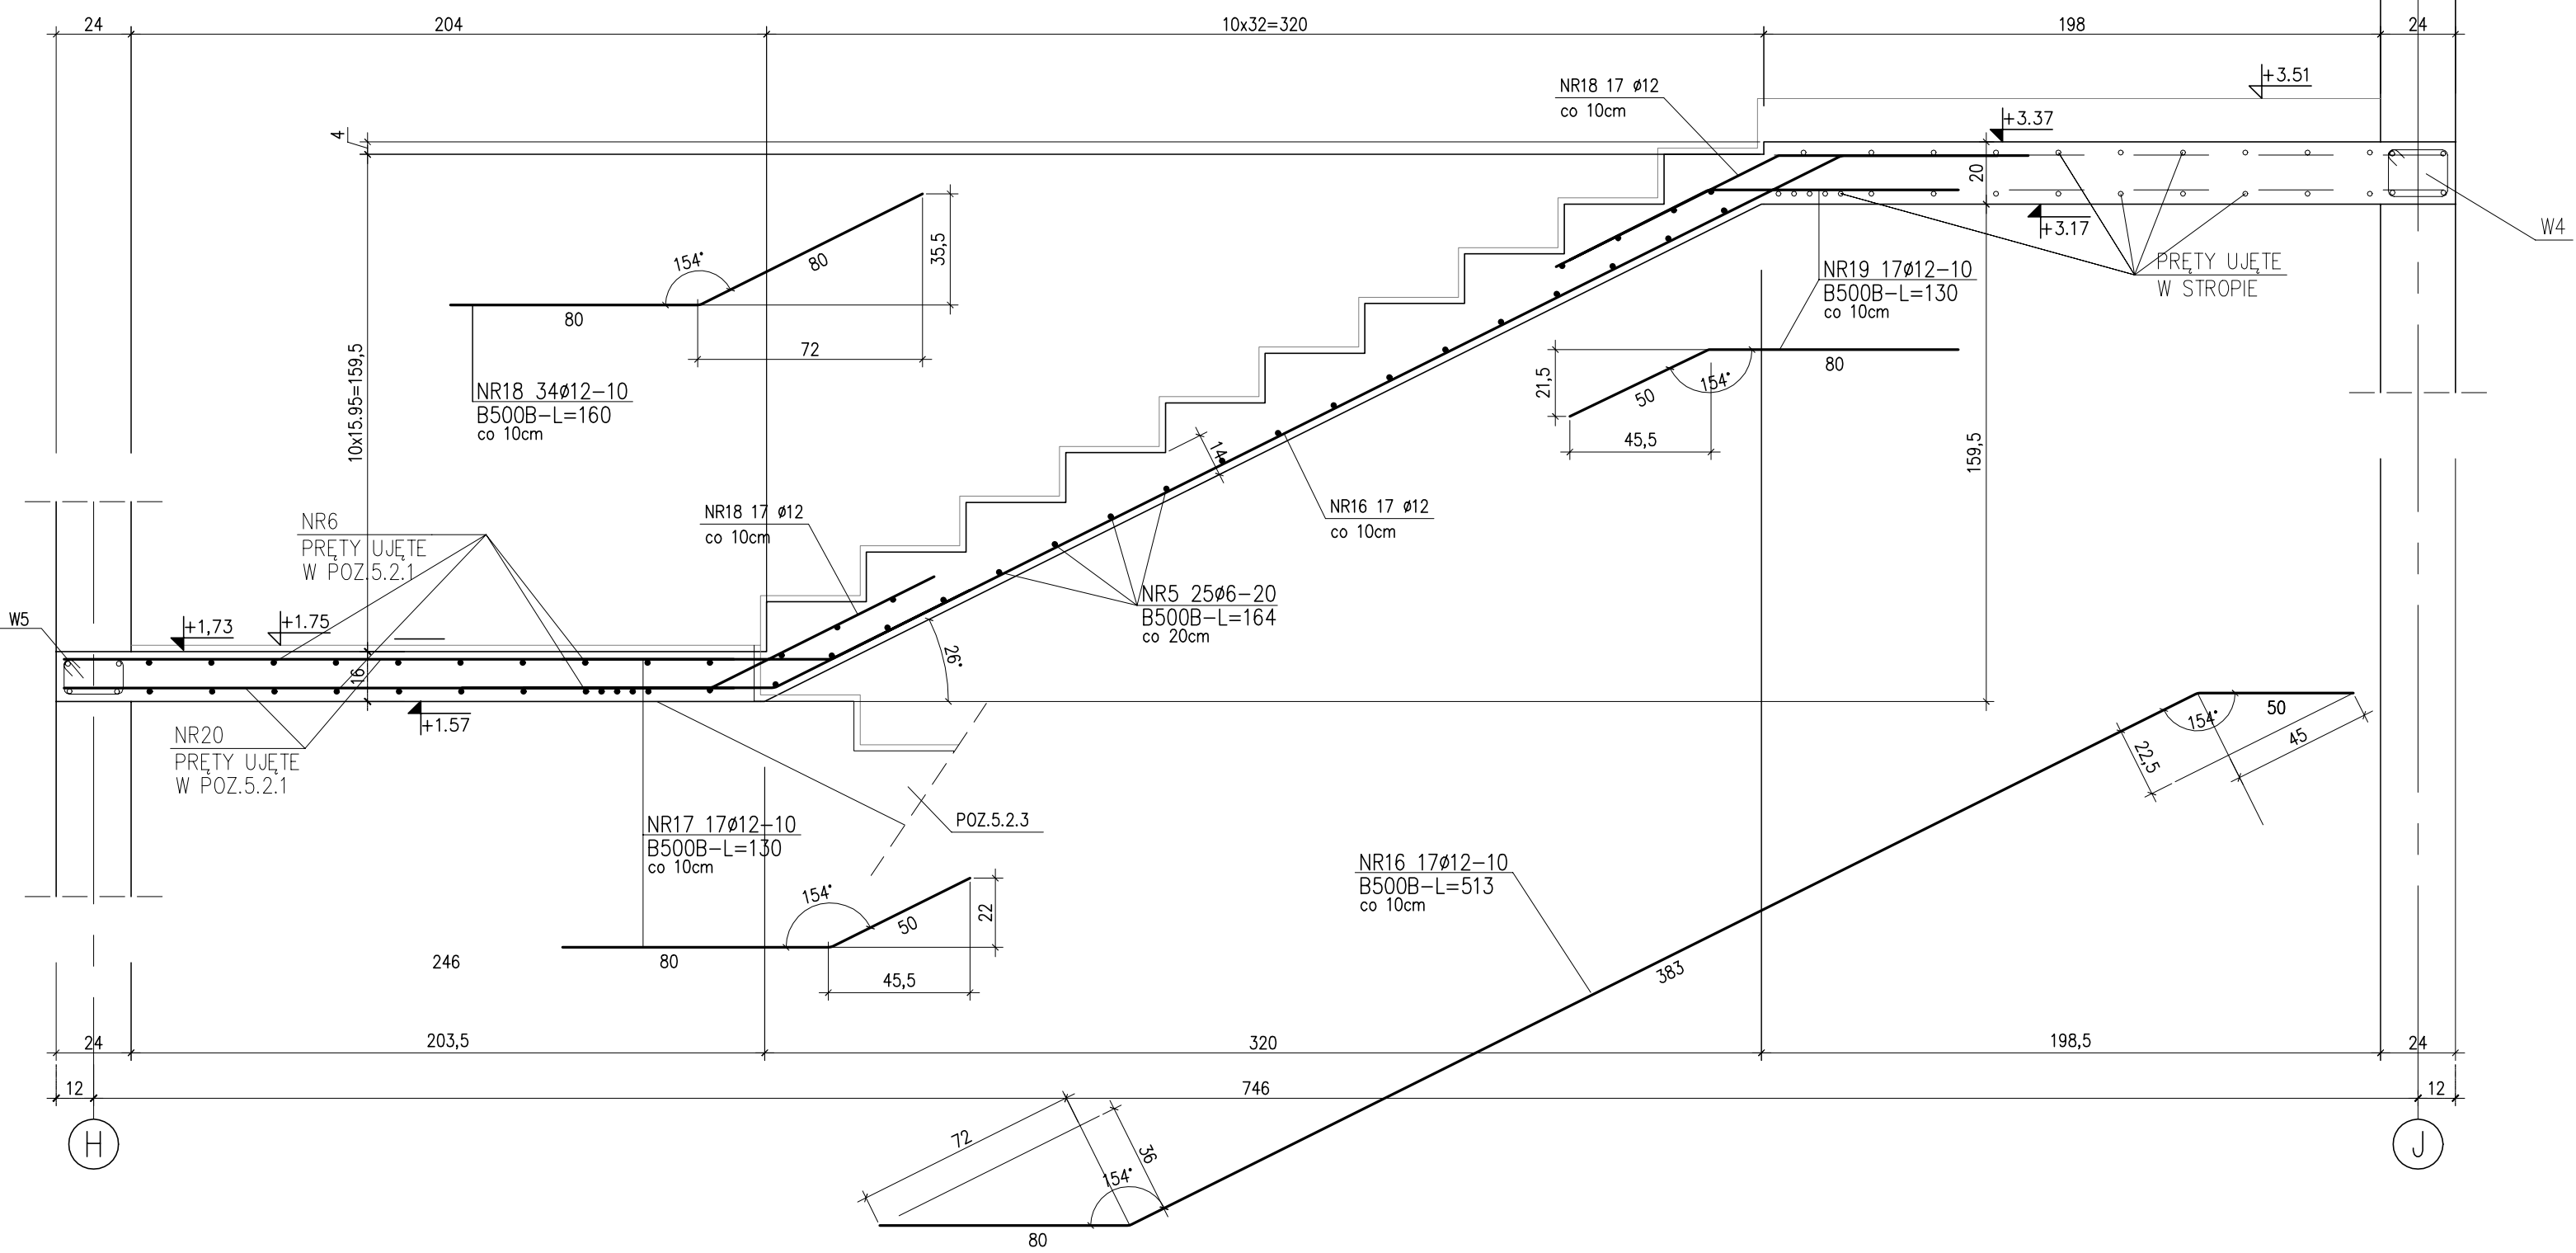 24
204
10x32=320
198
24
+3.51
NR18 17 ø12
co 10cm
+3.37
4
20
W4
+3.17
PRĘTY UJĘTE
W STROPIE
35,5
154°
80
80
72
NR19 17ø12-10
B500B-L=130
co 10cm
10x15.95=159,5
NR18 34ø12-10
B500B-L=160
co 10cm
21,5
154°
80
50
45,5
159,5
14
NR16 17 ø12
co 10cm
NR18 17 ø12
co 10cm
NR6
PRĘTY UJĘTE
W POZ.5.2.1
NR5 25ø6-20
B500B-L=164
co 20cm
W5
+1,73
+1.75
16
26°
+1.57
NR20
PRĘTY UJĘTE
W POZ.5.2.1
154°
50
45
22,5
POZ.5.2.3
NR17 17ø12-10
B500B-L=130
co 10cm
154°
50
22
80
45,5
NR16 17ø12-10
B500B-L=513
co 10cm
246
383
24
203,5
320
198,5
24
12
746
12
H
J
72
36
154°
80